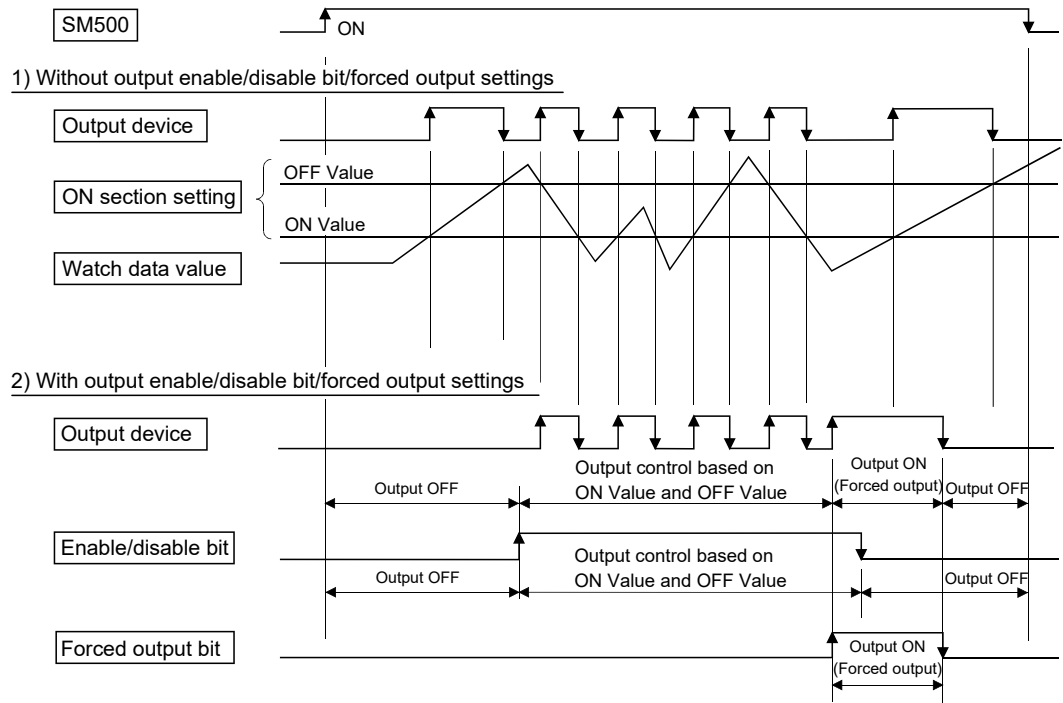 SM500
ON
1) Without output enable/disable bit/forced output settings
Output device
OFF Value
ON section setting
ON Value
Watch data value
2) With output enable/disable bit/forced output settings
Output device
Output OFF
Output control based on
ON Value and OFF Value
Output ON
(Forced output)
Output OFF
Enable/disable bit
Output OFF
Output control based on
ON Value and OFF Value
Output OFF
Forced output bit
Output ON
(Forced output)